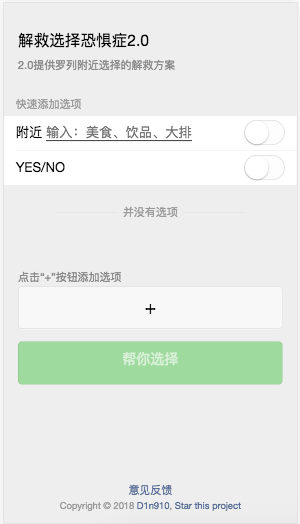 解救选择恐惧症2.0
2.0提供罗列附近选择的解救方案
快速添加选项
附近 输入：美食、饮品、大排
YES/NO
并没有选项
点击“+”按钮添加选项
+
帮你选择
意见反馈
Copyright © 2018 D1n910, Star this project